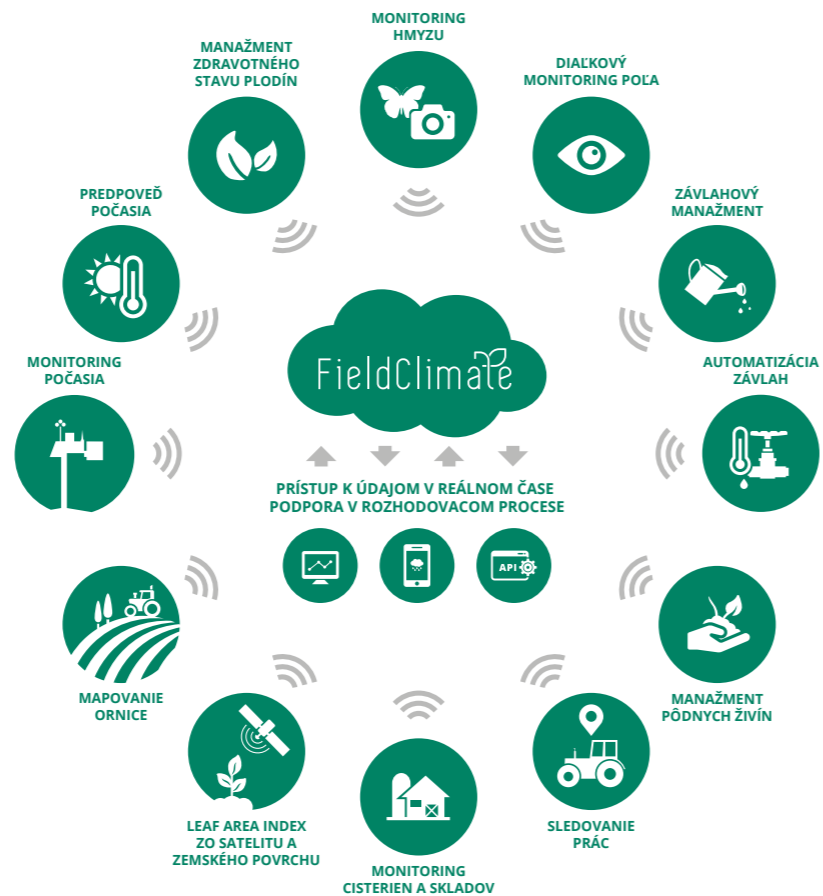 MONITORING
HMYZU
MANAŽMENT
ZDRAVOTNÉHO
STAVU PLODÍN
DIAĽKOVÝ
MONITORING POĽA
PREDPOVEĎ
POČASIA
ZÁVLAHOVÝ
MANAŽMENT
MONITORING
POČASIA
AUTOMATIZÁCIA
ZÁVLAH
FieldClimate
PRÍSTUP K ÚDAJOM V REÁLNOM ČASE
PODPORA V ROZHODOVACOM PROCESE
API
MAPOVANIE
ORNICE
MANAŽMENT
PÔDNYCH ŽIVÍN
LEAF AREA INDEX
ZO SATELITU A
ZEMSKÉHO POVRCHU
SLEDOVANIE
PRÁC
MONITORING
CISTERIEN A SKLADOV